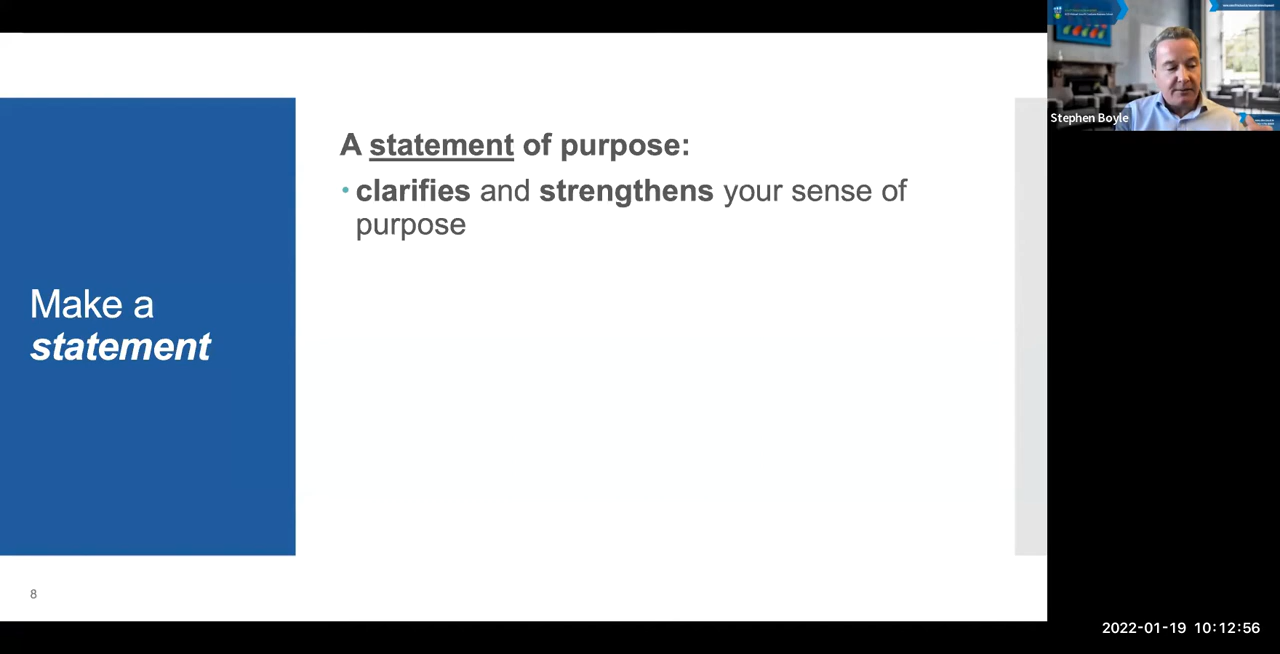 A statement of purpose:
• clarifies and strengthens your sense of
purpose
Make a
statement
8
Stephen Boyle
2022-01-19 10:12:56